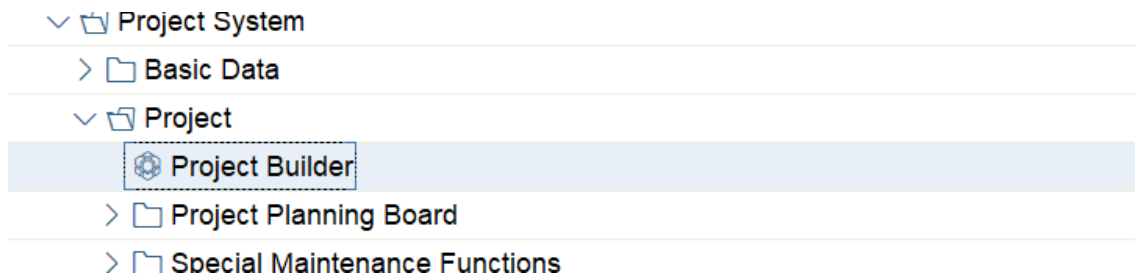 Project System
Basic Data
Project
Project Builder
Project Planning Board
Special Maintenance Functions